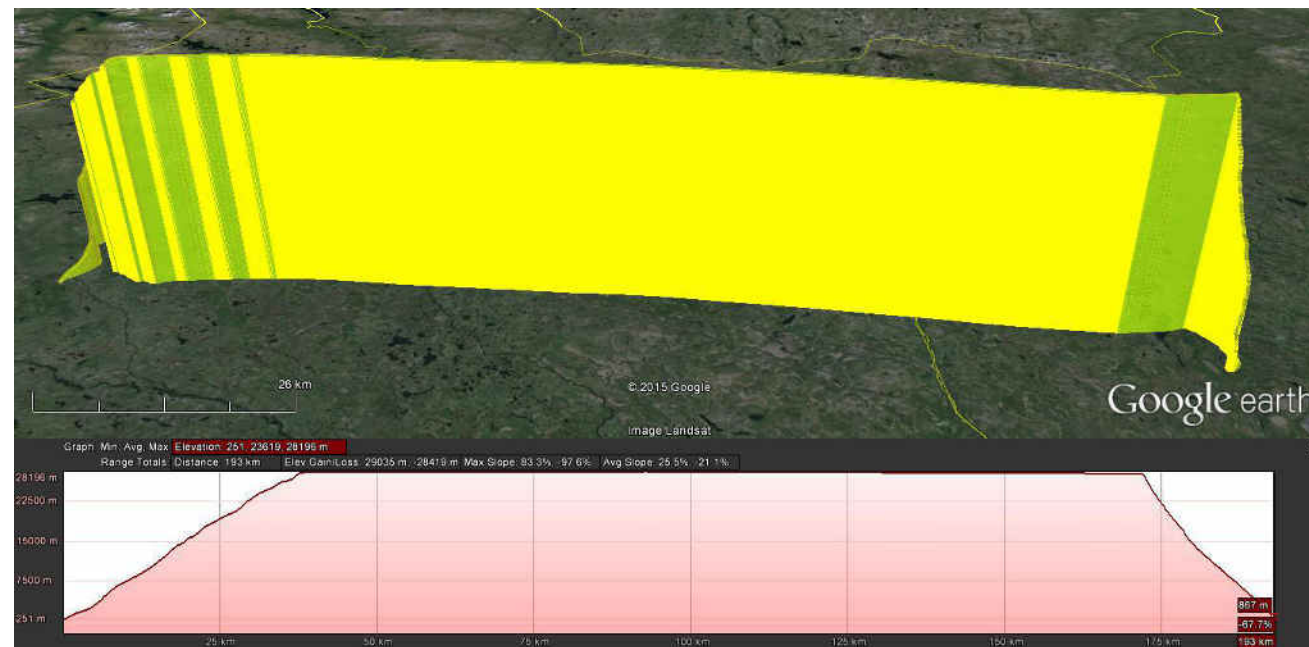 26 km
© 2015 Google
Google earth
Image Landsat
Graph: Min, Avg, Max Elevation: 251, 23619, 28196 m
Range Totals: Distance: 193 km Elev Gain/Loss: 29035 m, -28419 m Max Slope: 83.3%, -97.6% Avg Slope: 25.5%, -21.1%
28196 m
22500 m
15000 m
7500 m
251 m
867 m
-67.7%
25 km 50 km 75 km 100 km 125 km 150 km 175 km 193 km